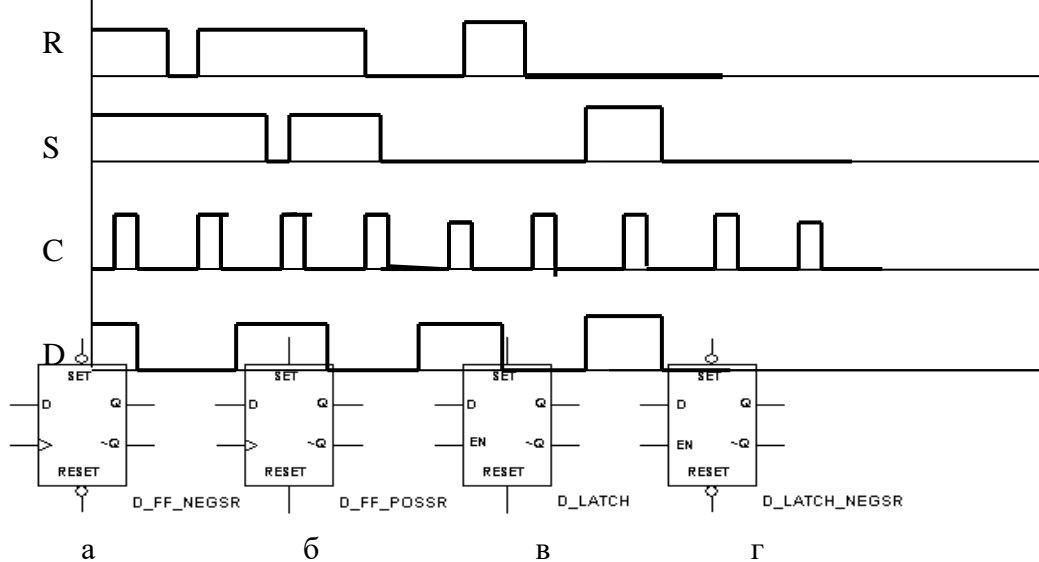 R
S
C
D
SET SET SET SET
D Q D Q D Q D Q
~Q ~Q EN ~Q EN ~Q
RESET RESET RESET RESET
D_FF_NEGSR D_FF_POSSR D_LATCH D_LATCH_NEGSR
а б в г